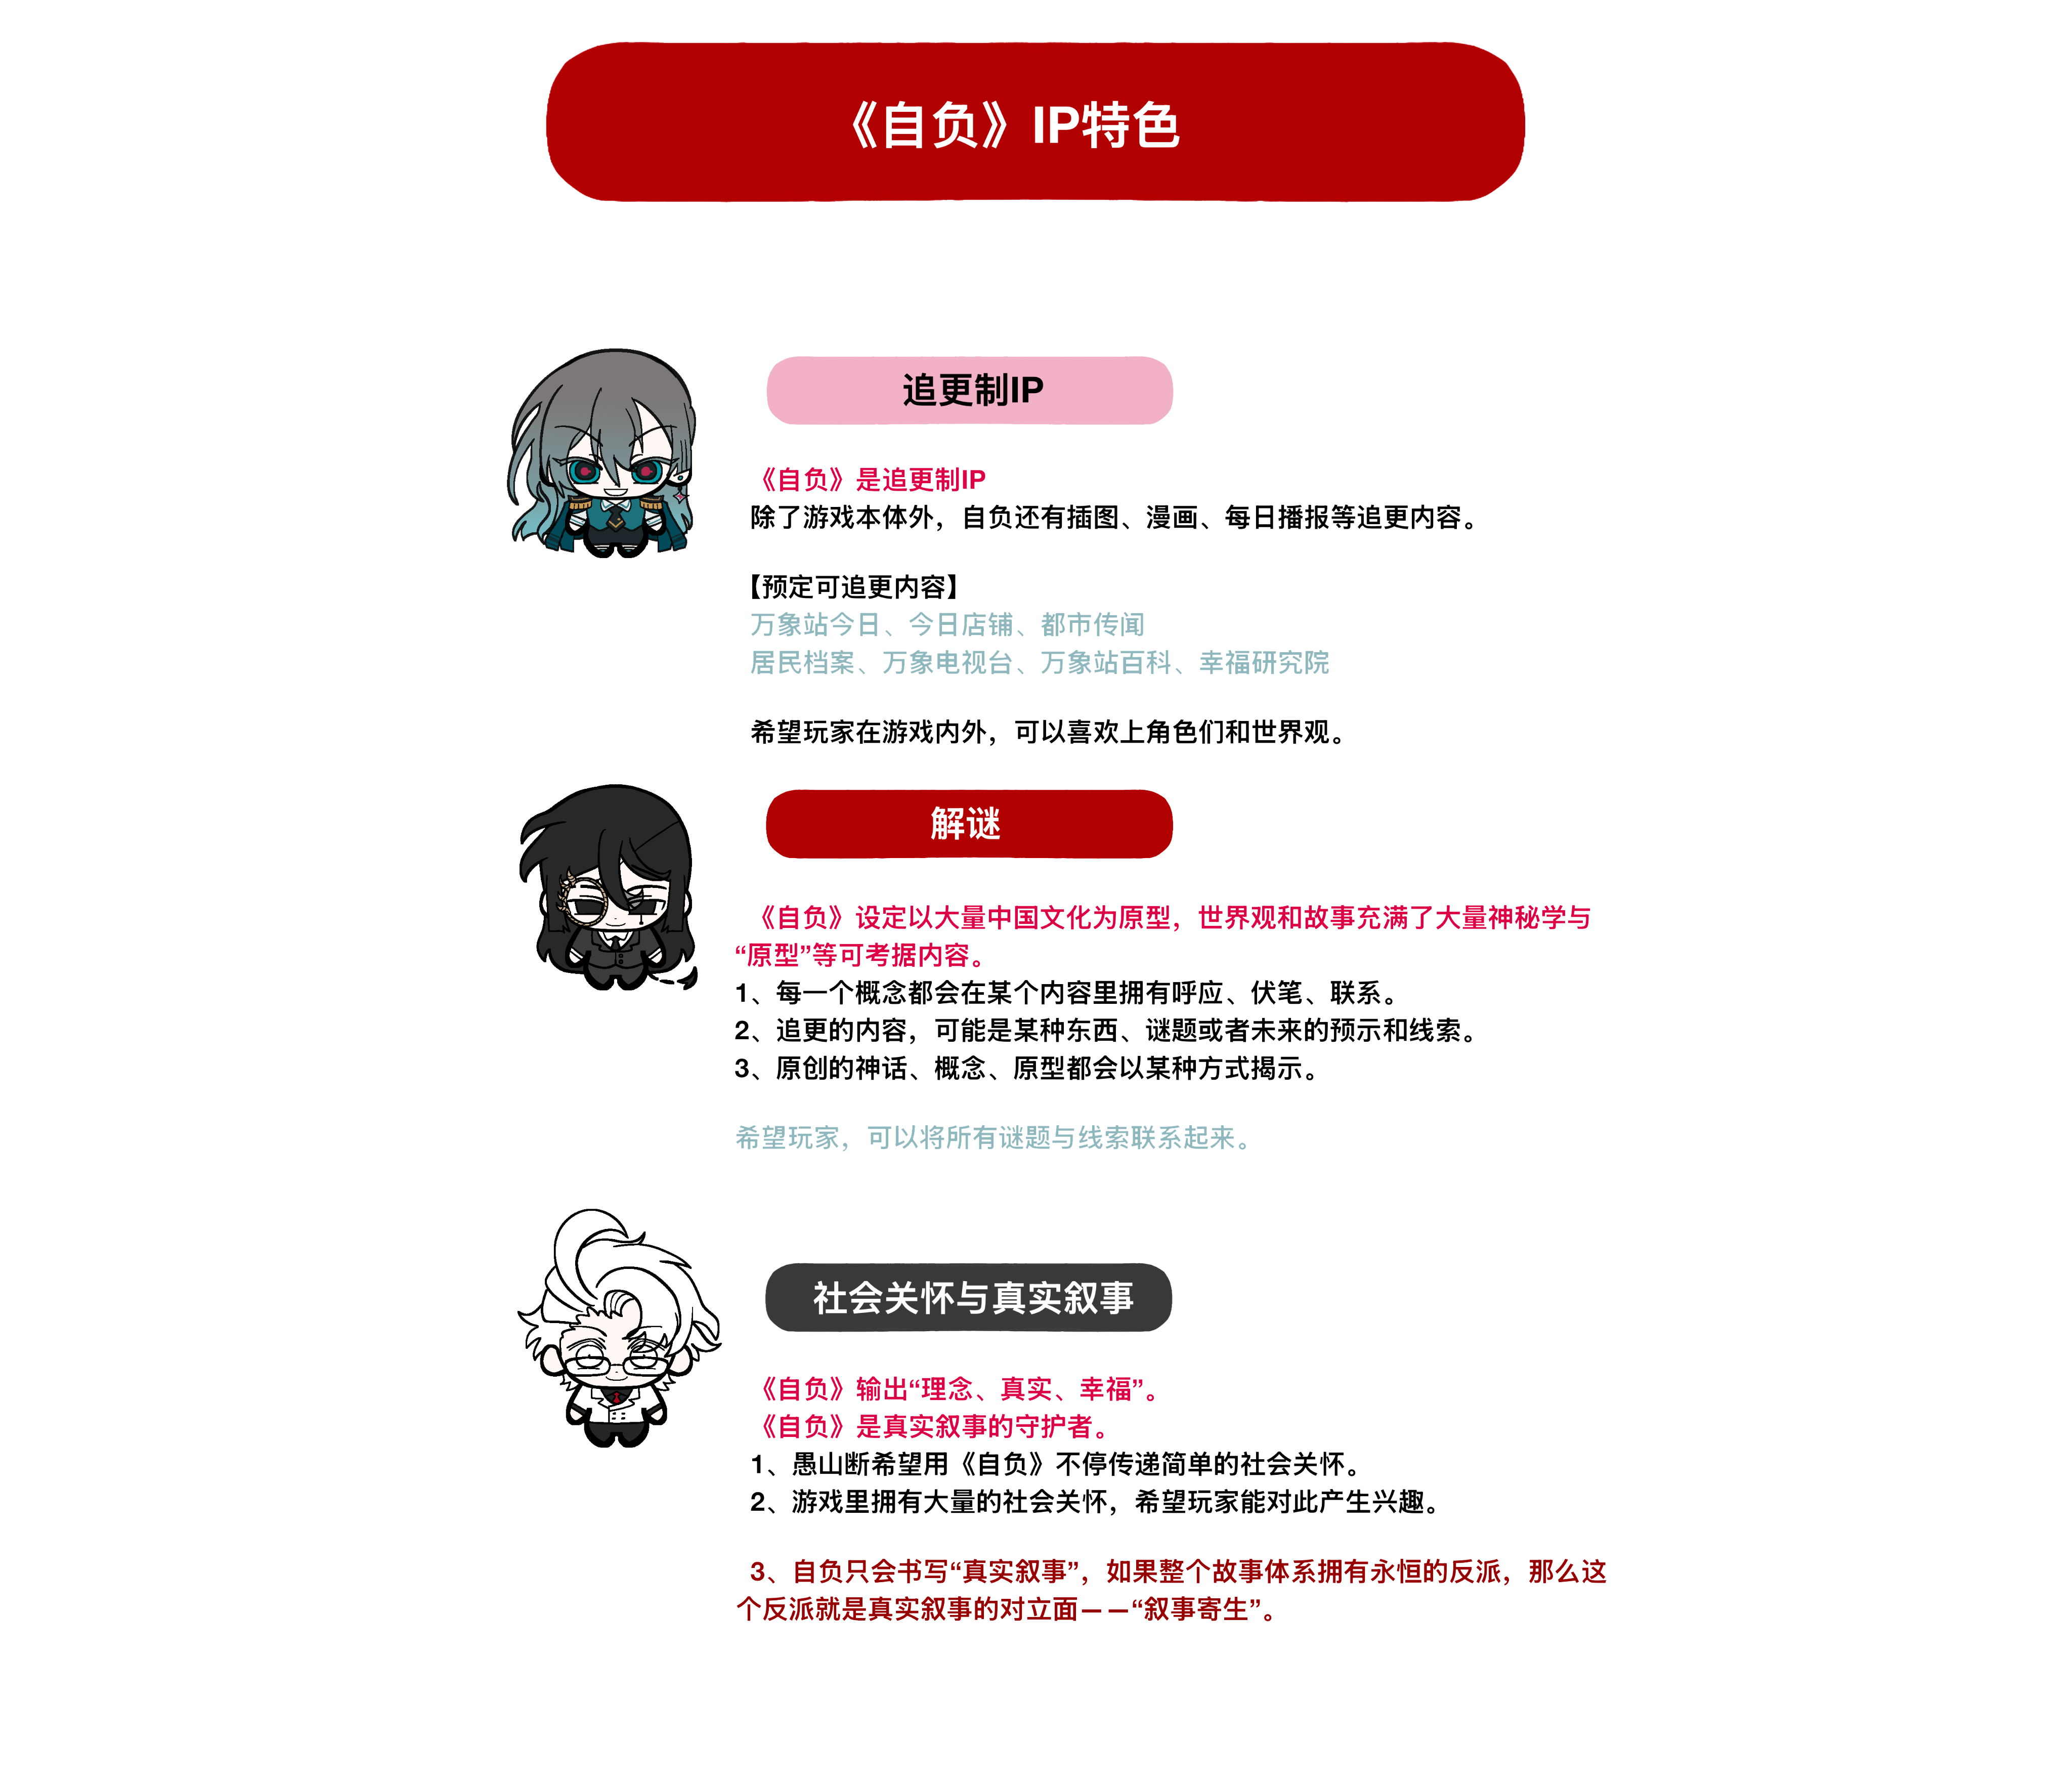 《自负》IP特色
追更制IP
《自负》是追更制IP
除了游戏本体外，自负还有插图、漫画、每日播报等追更内容。
【预定可追更内容】
万象站今日、今日店铺、都市传闻
居民档案、万象电视台、万象站百科、幸福研究院
希望玩家在游戏内外，可以喜欢上角色们和世界观。
解谜
《自负》设定以大量中国文化为原型，世界观和故事充满了大量神秘学与
“原型”等可考据内容。
1、每一个概念都会在某个内容里拥有呼应、伏笔、联系。
2、追更的内容，可能是某种东西、谜题或者未来的预示和线索。
3、原创的神话、概念、原型都会以某种方式揭示。
希望玩家，可以将所有谜题与线索联系起来。
社会关怀与真实叙事
《自负》输出“理念、真实、幸福”。
《自负》是真实叙事的守护者。
1、愚山断希望用《自负》不停传递简单的社会关怀。
2、游戏里拥有大量的社会关怀，希望玩家能对此产生兴趣。
3、自负只会书写“真实叙事”，如果整个故事体系拥有永恒的反派，那么这
个反派就是真实叙事的对立面——“叙事寄生”。